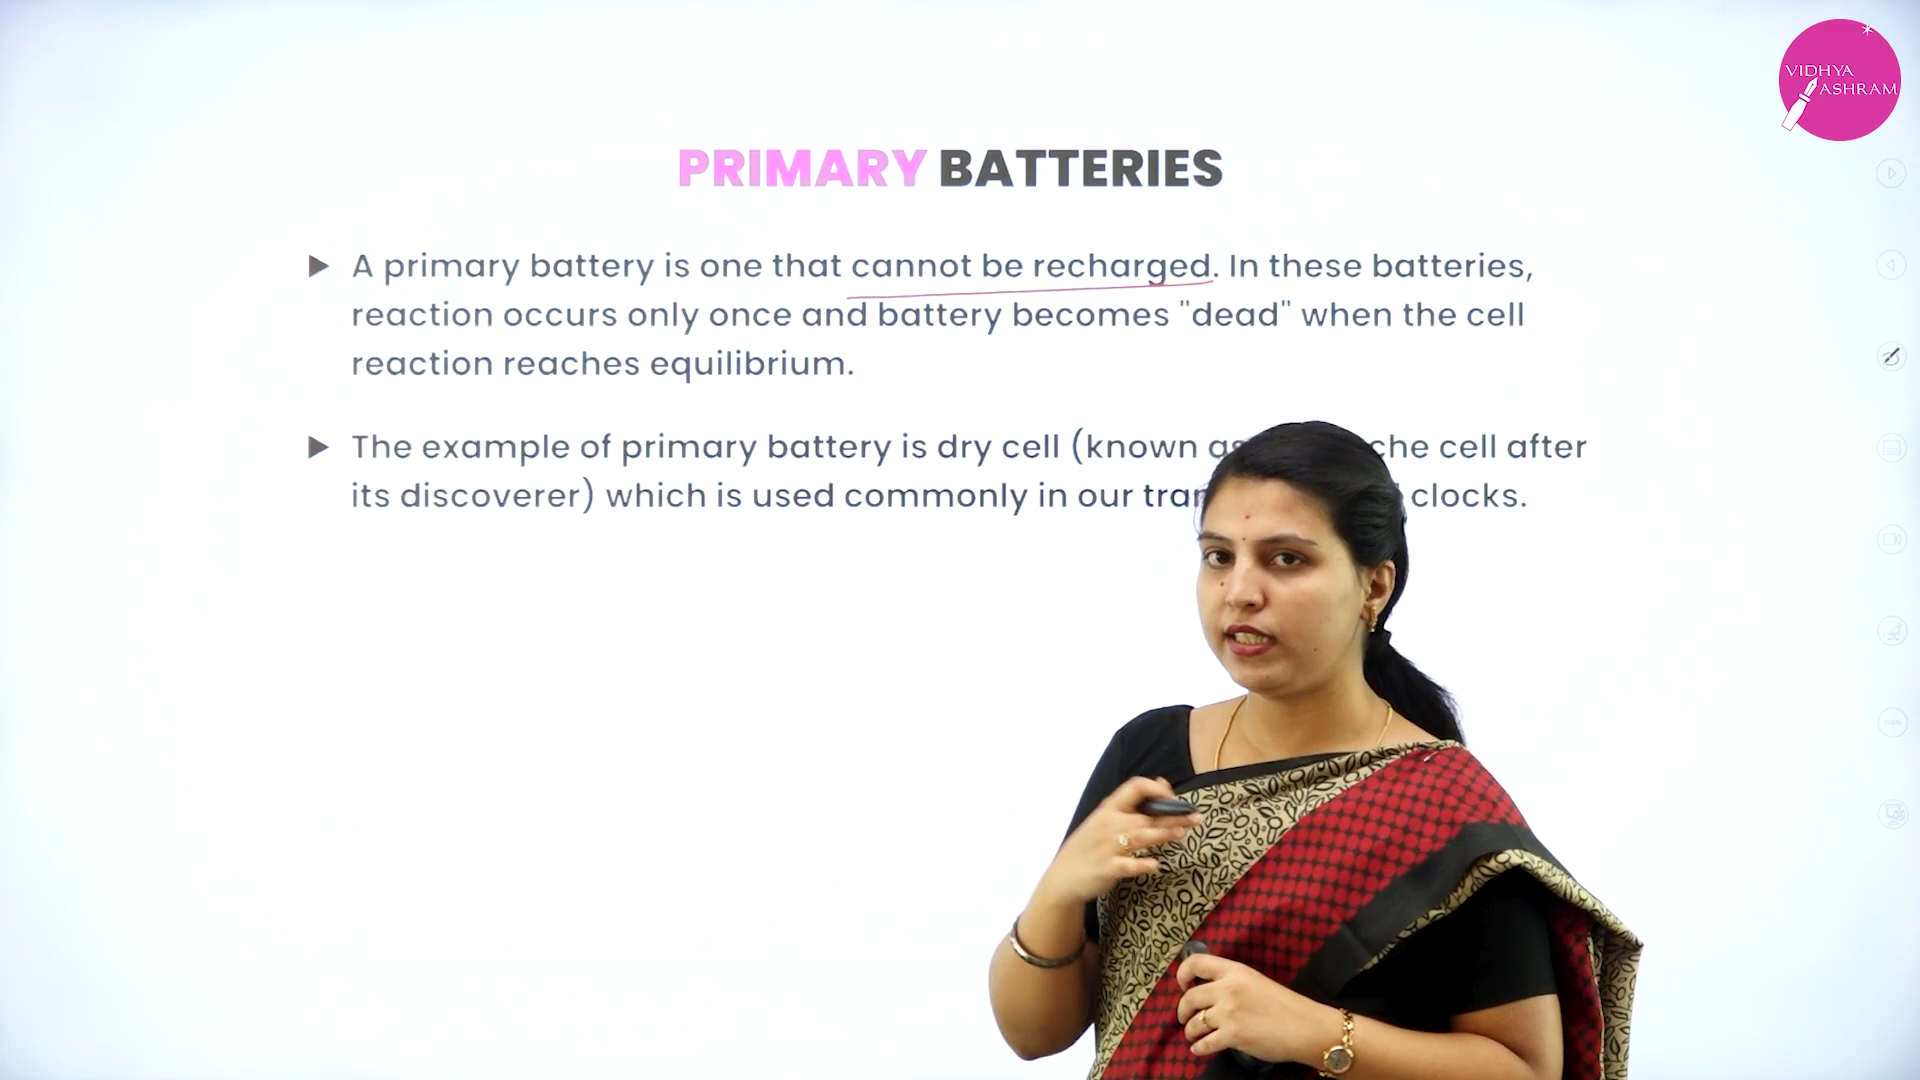 VIDHYA
ASHRAM
PRIMARY BATTERIES
A primary battery is one that cannot be recharged. In these batteries,
reaction occurs only once and battery becomes "dead" when the cell
reaction reaches equilibrium.
The example of primary battery is dry cell (known as che cell after
its discoverer) which is used commonly in our tran clocks.